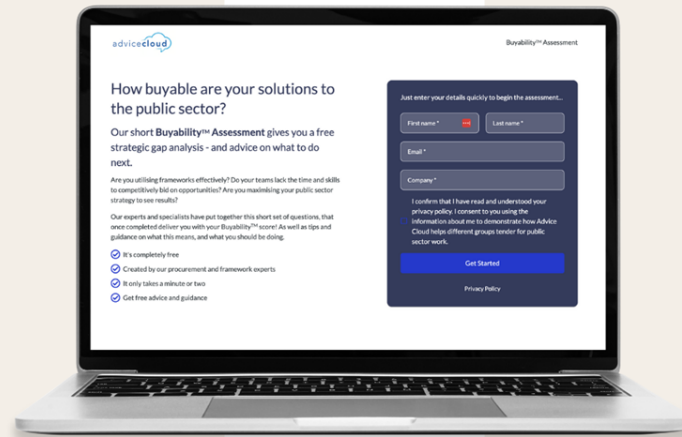 advicecloud
Buyability™ Assessment
How buyable are your solutions to
the public sector?
Our short Buyability™ Assessment gives you a free
strategic gap analysis - and advice on what to do
next.
Are you utilising frameworks effectively? Do your teams lack the time and skills
to competitively bid on opportunities? Are you maximising your public sector
strategy to see results?
Our experts and specialists have put together this short set of questions, that
once completed deliver you with your Buyability™ score! As well as tips and
guidance on what this means, and what you should be doing.
It's completely free
Created by our procurement and framework experts
It only takes a minute or two
Get free advice and guidance
Just enter your details quickly to begin the assessment...
First name *
Last name *
Email *
Company *
I confirm that I have read and understood your
privacy policy. I consent to you using the
information about me to demonstrate how Advice
Cloud helps different groups tender for public
sector work.
Get Started
Privacy Policy